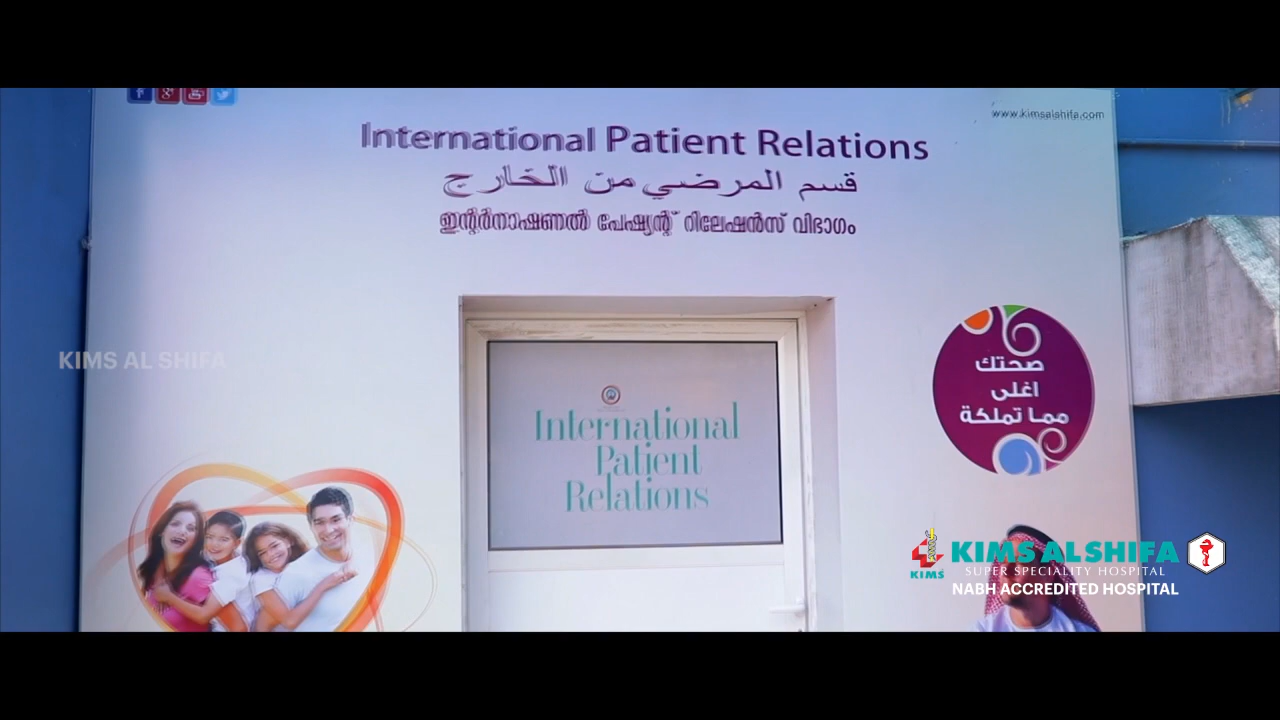 www.kimsalshifa.com
International Patient Relations
قسم المرضي من الخارج
ഇന്റർനാഷണൽ പേഷ്യന്റ് റിലേഷൻസ് വിഭാഗം
صحتك
اغلى
مما تملكة
KIMS AL SHIFA
International
Patient
Relations
KIMS
KIMS AL SHIFA
SUPER SPECIALITY HOSPITAL
NABH ACCREDITED HOSPITAL